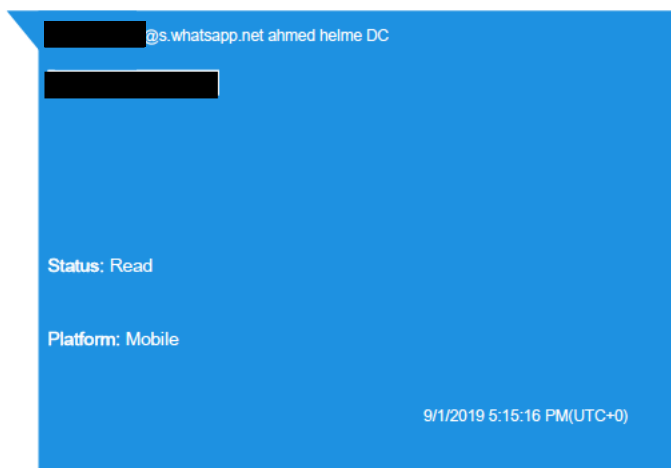 @s.whatsapp.net ahmed helme DC
Status: Read
Platform: Mobile
9/1/2019 5:15:16 PM(UTC+0)